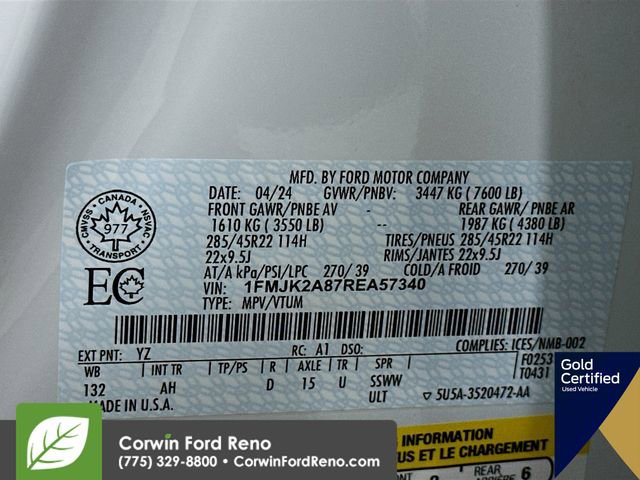 MFD. BY FORD MOTOR COMPANY
DATE: 04/24 GVWR/PNBV: 3447 KG ( 7600 LB)
FRONT GAWR/PNBE AV - REAR GAWR/ PNBE AR
1610 KG ( 3550 LB) -- 1987 KG ( 4380 LB)
285/45R22 114H TIRES/PNEUS 285/45R22 114H
22x9.5J RIMS/JANTES 22x9.5J
AT/A kPa/PSI/LPC 270/ 39 COLD/A FROID 270/ 39
VIN: 1FMJK2A87REA57340
TYPE: MPV/VTUM
CANADA
CMVSS NSVAC
977
TRANSPORT
EC
EXT PNT: YZ RC: A1 DSO: COMPLIES: ICES/NMB-002
WB INT TR TP/PS R AXLE TR SPR F0253
132 AH D 15 U SSWW T0431
ULT 5U5A-3520472-AA
MADE IN U.S.A.
Gold
Certified
Used Vehicle
INFORMATION
US ET LE CHARGEMENT
REAR
6
Corwin Ford Reno
(775) 329-8800 • CorwinFordReno.com